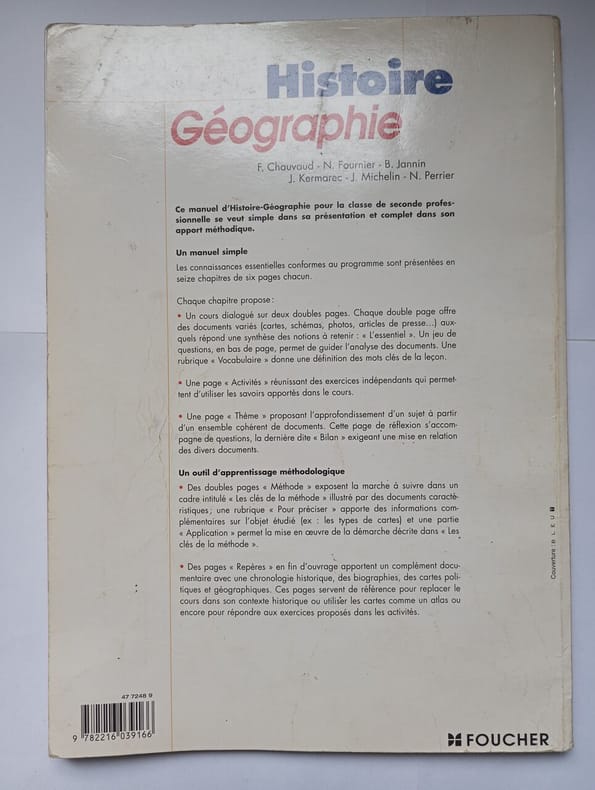 Histoire
Géographie
F. Chauvaud - N. Fournier - B. Jannin
J. Kermarec - J. Michelin - N. Perrier
Ce manuel d'Histoire-Géographie pour la classe de seconde profes-
sionnelle se veut simple dans sa présentation et complet dans son
apport méthodique.
Un manuel simple
Les connaissances essentielles conformes au programme sont présentées en
seize chapitres de six pages chacun.
Chaque chapitre propose :
• Un cours dialogué sur deux doubles pages. Chaque double page offre
des documents variés (cartes, schémas, photos, articles de presse...) aux-
quels répond une synthèse des notions à retenir : « L'essentiel ». Un jeu de
questions, en bas de page, permet de guider l'analyse des documents. Une
rubrique « Vocabulaire » donne une définition des mots clés de la leçon.
• Une page « Activités » réunissant des exercices indépendants qui permet-
tent d'utiliser les savoirs apportés dans le cours.
• Une page « Thème » proposant l'approfondissement d'un sujet à partir
d'un ensemble cohérent de documents. Cette page de réflexion s'accom-
pagne de questions, la dernière dite « Bilan » exigeant une mise en relation
des divers documents.
Un outil d'apprentissage méthodologique
• Des doubles pages « Méthode » exposent la marche à suivre dans un
cadre intitulé « Les clés de la méthode » illustré par des documents caracté-
ristiques; une rubrique « Pour préciser » apporte des informations com-
plémentaires sur l'objet étudié (ex : les types de cartes) et une partie
« Application » permet la mise en œuvre de la démarche décrite dans « Les
clés de la méthode ».
• Des pages « Repères » en fin d'ouvrage apportent un complément docu-
mentaire avec une chronologie historique, des biographies, des cartes poli-
tiques et géographiques. Ces pages servent de référence pour replacer le
cours dans son contexte historique ou utiliser les cartes comme un atlas ou
encore pour répondre aux exercices proposés dans les activités.
Couverture : B L E U
47 7248 9
9 782216 039166
FOUCHER